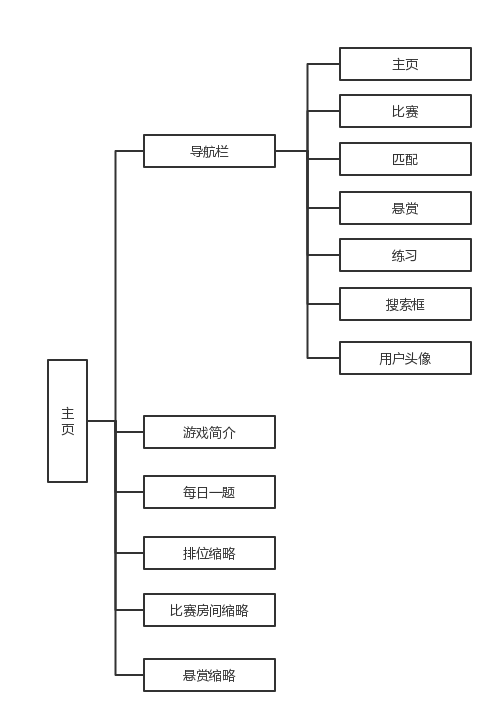 主页
导航栏
主页
比赛
匹配
悬赏
练习
搜索框
用户头像
游戏简介
每日一题
排位缩略
比赛房间缩略
悬赏缩略